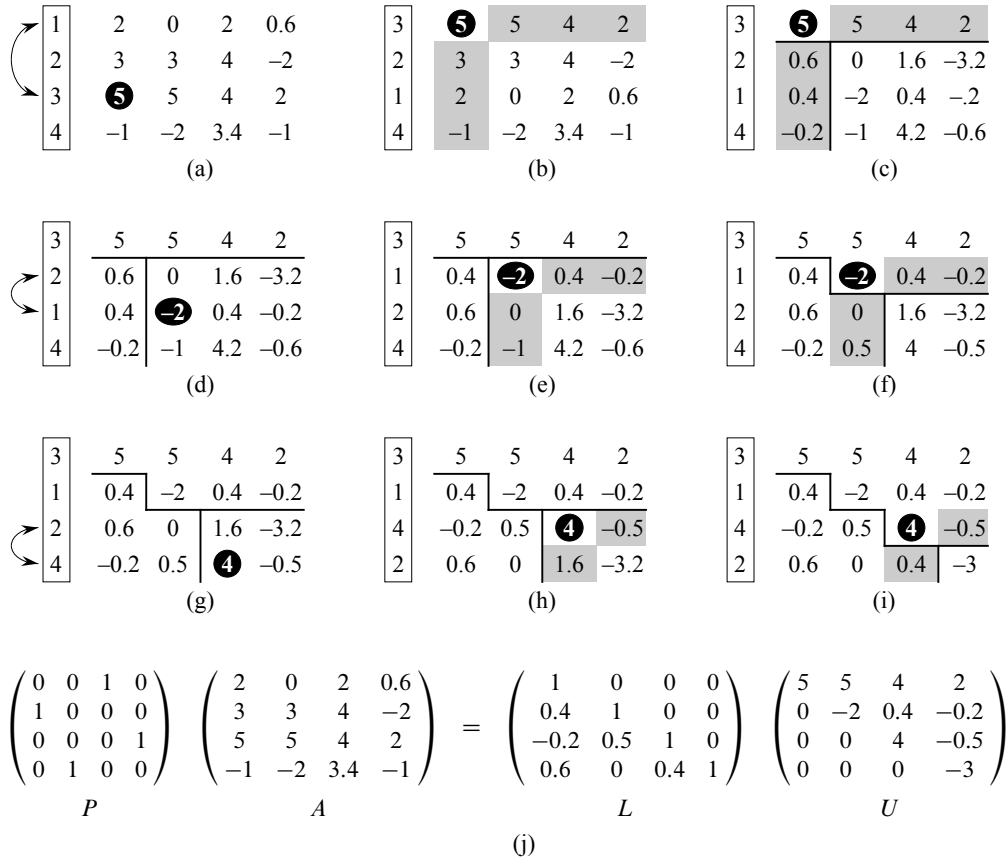 1 2 0 2 0.6 3 5 5 4 2 3 5 5 4 2
2 3 3 4 –2 2 3 3 4 –2 2 0.6 0 1.6 –3.2
3 5 5 4 2 1 2 0 2 0.6 1 0.4 –2 0.4 –.2
4 –1 –2 3.4 –1 4 –1 –2 3.4 –1 4 –0.2 –1 4.2 –0.6
(a) (b) (c)
3 5 5 4 2 3 5 5 4 2 3 5 5 4 2
2 0.6 0 1.6 –3.2 1 0.4 –2 0.4 –0.2 1 0.4 –2 0.4 –0.2
1 0.4 –2 0.4 –0.2 2 0.6 0 1.6 –3.2 2 0.6 0 1.6 –3.2
4 –0.2 –1 4.2 –0.6 4 –0.2 –1 4.2 –0.6 4 –0.2 0.5 4 –0.5
(d) (e) (f)
3 5 5 4 2 3 5 5 4 2 3 5 5 4 2
1 0.4 –2 0.4 –0.2 1 0.4 –2 0.4 –0.2 1 0.4 –2 0.4 –0.2
2 0.6 0 1.6 –3.2 4 –0.2 0.5 4 –0.5 4 –0.2 0.5 4 –0.5
4 –0.2 0.5 4 –0.5 2 0.6 0 1.6 –3.2 2 0.6 0 0.4 –3
(g) (h) (i)
0 0 1 0 2 0 2 0.6 1 0 0 0 5 5 4 2
1 0 0 0 3 3 4 –2 0.4 1 0 0 0 –2 0.4 –0.2
=
0 0 0 1 5 5 4 2 –0.2 0.5 1 0 0 0 4 –0.5
0 1 0 0 –1 –2 3.4 –1 0.6 0 0.4 1 0 0 0 –3
P A L U
(j)